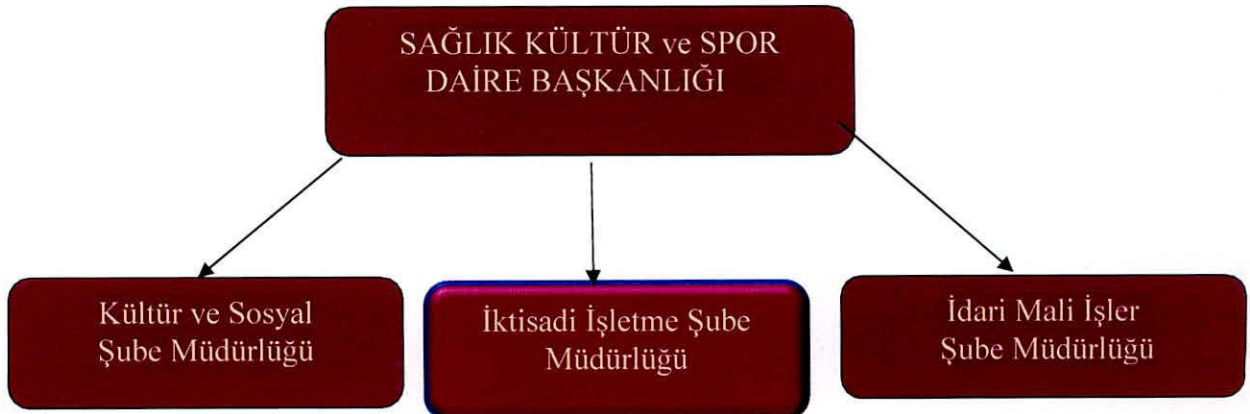 SAĞLIK KÜLTÜR ve SPOR
DAİRE BAŞKANLIĞI
Kültür ve Sosyal
Şube Müdürlüğü
İktisadi İşletme Şube
Müdürlüğü
İdari Mali İşler
Şube Müdürlüğü